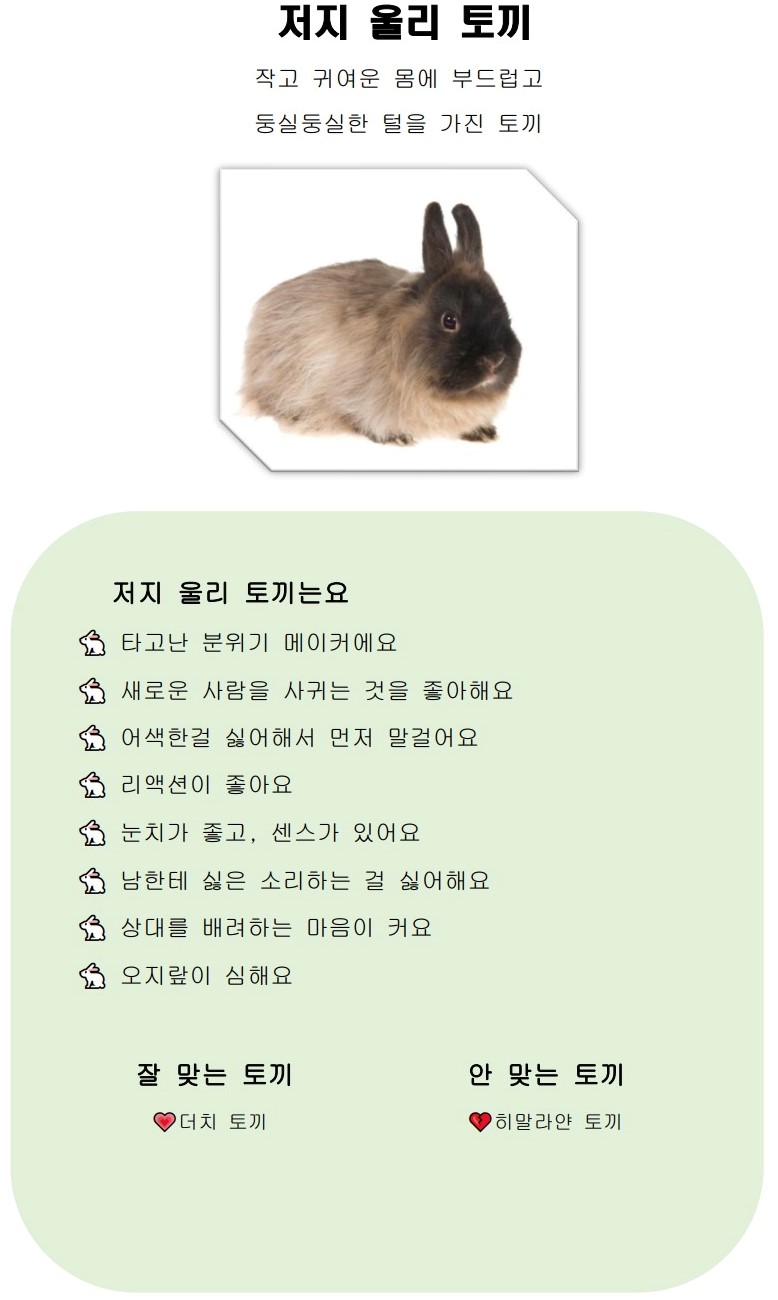 저지 울리 토끼
작고 귀여운 몸에 부드럽고
둥실둥실한 털을 가진 토끼
저지 울리 토끼는요
타고난 분위기 메이커에요
새로운 사람을 사귀는 것을 좋아해요
어색한걸 싫어해서 먼저 말걸어요
리액션이 좋아요
눈치가 좋고, 센스가 있어요
남한테 싫은 소리하는 걸 싫어해요
상대를 배려하는 마음이 커요
오지랖이 심해요
잘 맞는 토끼
안 맞는 토끼
더치 토끼
히말라얀 토끼